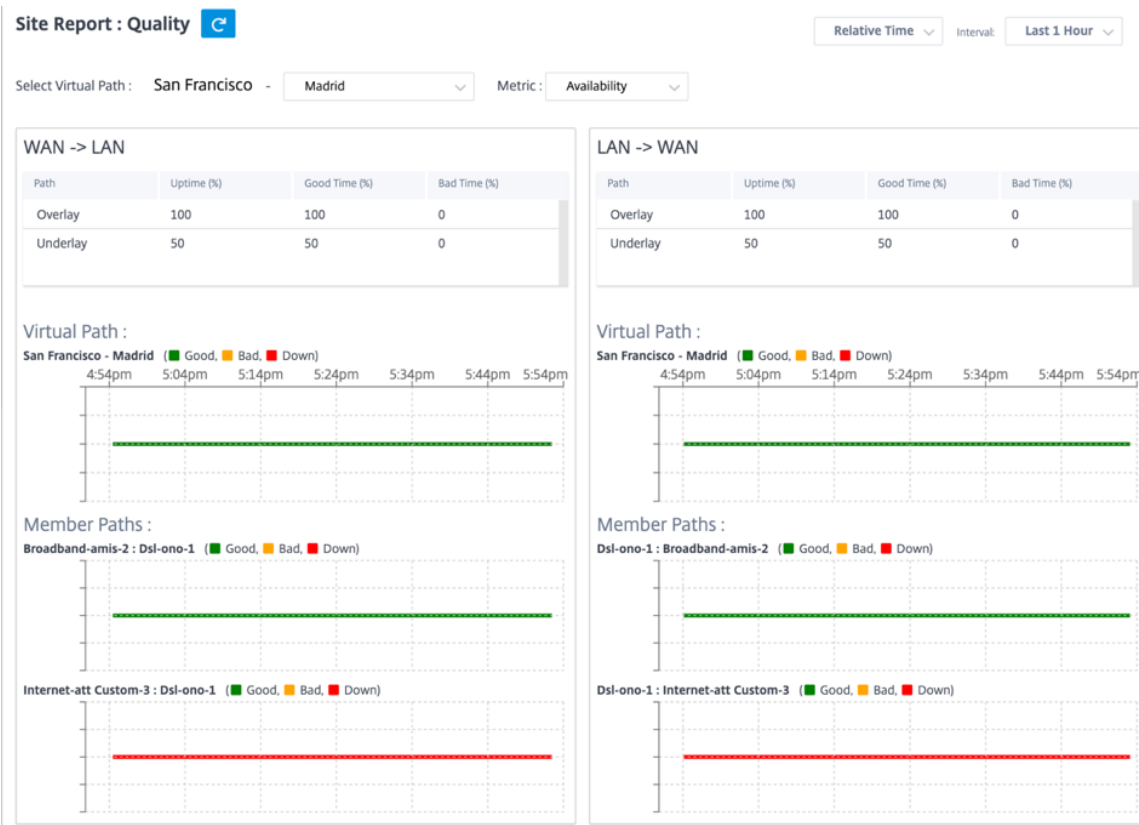 Site Report : Quality
Relative Time
Interval:
Last 1 Hour
Select Virtual Path :
San Francisco -
Madrid
Metric :
Availability
WAN -> LAN
Path Uptime (%) Good Time (%) Bad Time (%)
Overlay 100 100 0
Underlay 50 50 0
Virtual Path :
San Francisco - Madrid ( Good, Bad, Down)
4:54pm 5:04pm 5:14pm 5:24pm 5:34pm 5:44pm 5:54pm
Member Paths :
Broadband-amis-2 : Dsl-ono-1 ( Good, Bad, Down)
Internet-att Custom-3 : Dsl-ono-1 ( Good, Bad, Down)
LAN -> WAN
Path Uptime (%) Good Time (%) Bad Time (%)
Overlay 100 100 0
Underlay 50 50 0
Virtual Path :
San Francisco - Madrid ( Good, Bad, Down)
4:54pm 5:04pm 5:14pm 5:24pm 5:34pm 5:44pm 5:54pm
Member Paths :
Dsl-ono-1 : Broadband-amis-2 ( Good, Bad, Down)
Dsl-ono-1 : Internet-att Custom-3 ( Good, Bad, Down)